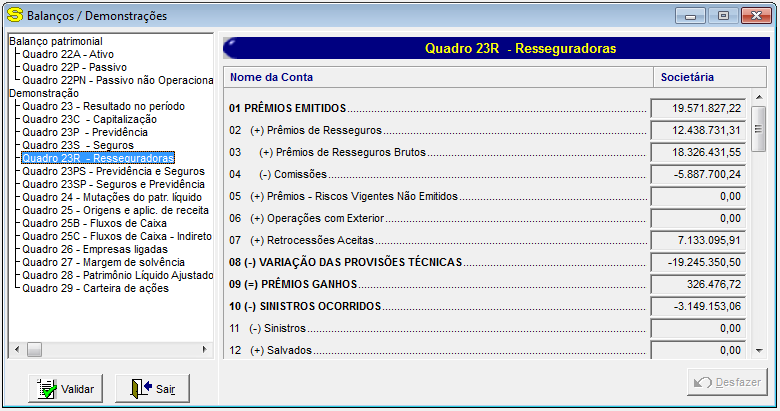 Balanços / Demonstrações
Balanço patrimonial
Quadro 22A - Ativo
Quadro 22P - Passivo
Quadro 22PN - Passivo não Operaciona
Demonstração
Quadro 23 - Resultado no período
Quadro 23C - Capitalização
Quadro 23P - Previdência
Quadro 23S - Seguros
Quadro 23R - Resseguradoras
Quadro 23PS - Previdência e Seguros
Quadro 23SP - Seguros e Previdência
Quadro 24 - Mutações do patr. líquido
Quadro 25 - Origens e aplic. de receita
Quadro 25B - Fluxos de Caixa
Quadro 25C - Fluxos de Caixa - Indireto
Quadro 26 - Empresas ligadas
Quadro 27 - Margem de solvência
Quadro 28 - Patrimônio Líquido Ajustado
Quadro 29 - Carteira de ações
Validar
Sair
Quadro 23R - Resseguradoras
Nome da Conta Societária
01 PRÊMIOS EMITIDOS 19.571.827,22
02 (+) Prêmios de Resseguros 12.438.731,31
03 (+) Prêmios de Resseguros Brutos 18.326.431,55
04 (-) Comissões -5.887.700,24
05 (+) Prêmios - Riscos Vigentes Não Emitidos 0,00
06 (+) Operações com Exterior 0,00
07 (+) Retrocessões Aceitas 7.133.095,91
08 (-) VARIAÇÃO DAS PROVISÕES TÉCNICAS -19.245.350,50
09 (=) PRÊMIOS GANHOS 326.476,72
10 (-) SINISTROS OCORRIDOS -3.149.153,06
11 (-) Sinistros 0,00
12 (+) Salvados 0,00
Desfazer